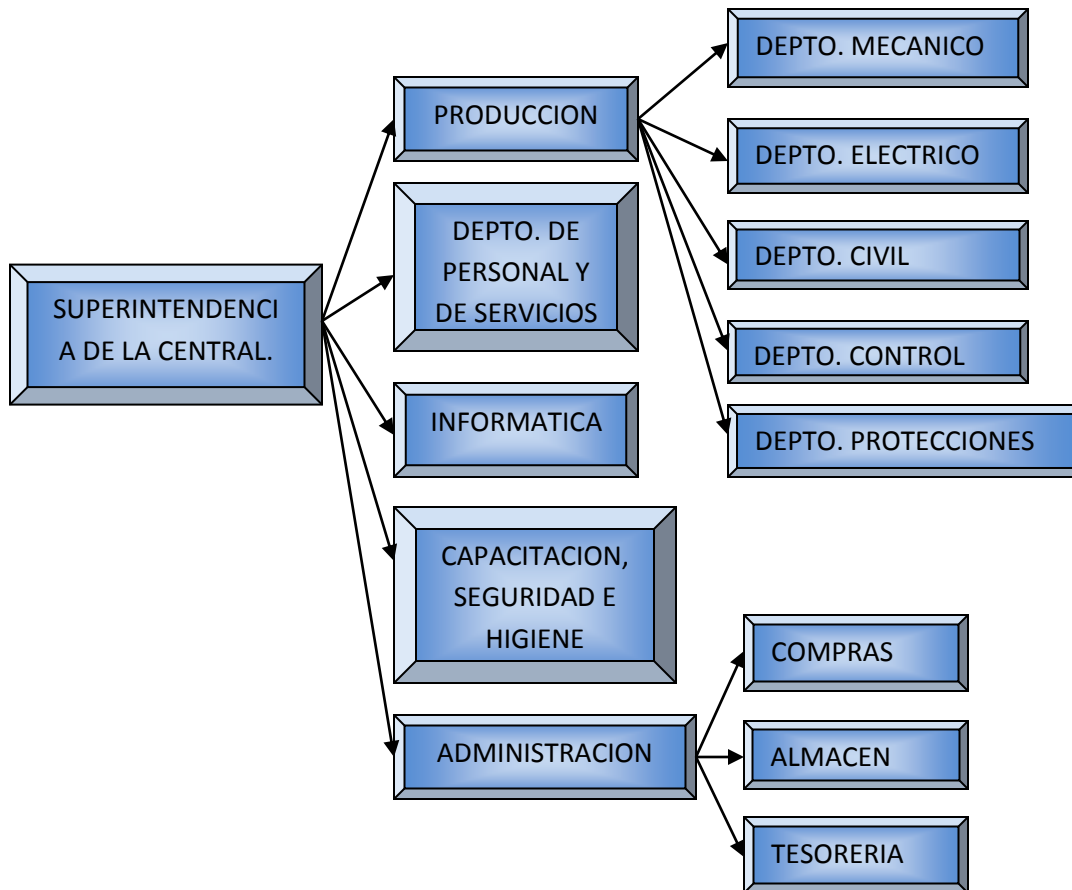 SUPERINTENDENCI
A DE LA CENTRAL.
PRODUCCION
DEPTO. DE
PERSONAL Y
DE SERVICIOS
INFORMATICA
CAPACITACION,
SEGURIDAD E
HIGIENE
ADMINISTRACION
DEPTO. MECANICO
DEPTO. ELECTRICO
DEPTO. CIVIL
DEPTO. CONTROL
DEPTO. PROTECCIONES
COMPRAS
ALMACEN
TESORERIA